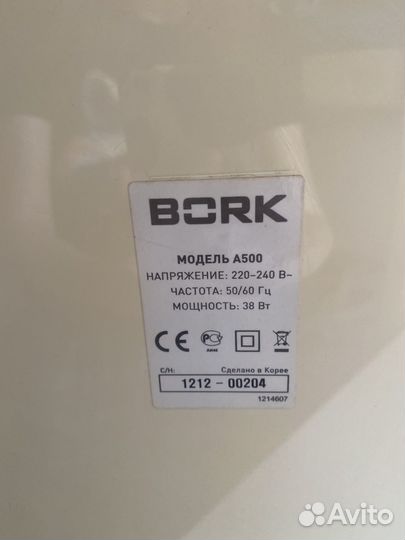 BORK
МОДЕЛЬ A500
НАПРЯЖЕНИЕ: 220–240 В~
ЧАСТОТА: 50/60 Гц
МОЩНОСТЬ: 38 Вт
С/Н: Сделано в Корее
1212 - 00204
1214607
Avito